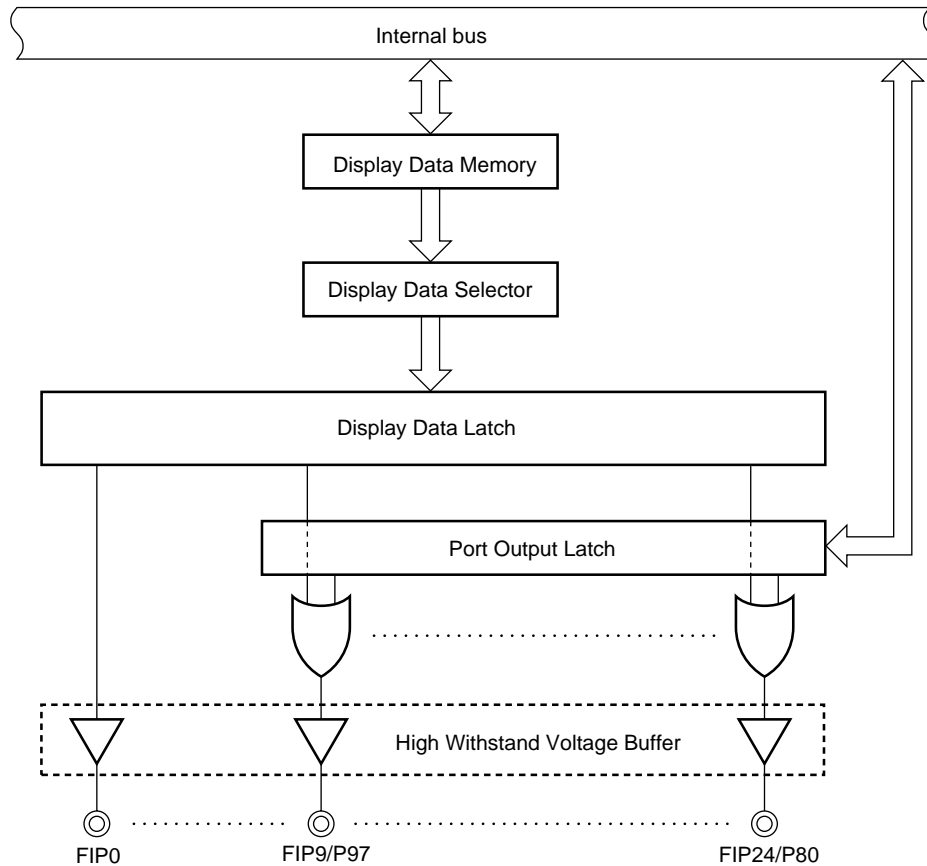 Internal bus
Display Data Memory
Display Data Selector
Display Data Latch
Port Output Latch
High Withstand Voltage Buffer
FIP0
FIP9/P97
FIP24/P80